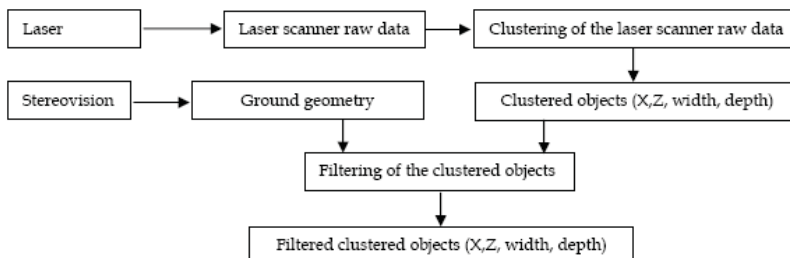 Laser
Laser scanner raw data
Clustering of the laser scanner raw data
Stereovision
Ground geometry
Clustered objects (X,Z, width, depth)
Filtering of the clustered objects
Filtered clustered objects (X,Z, width, depth)